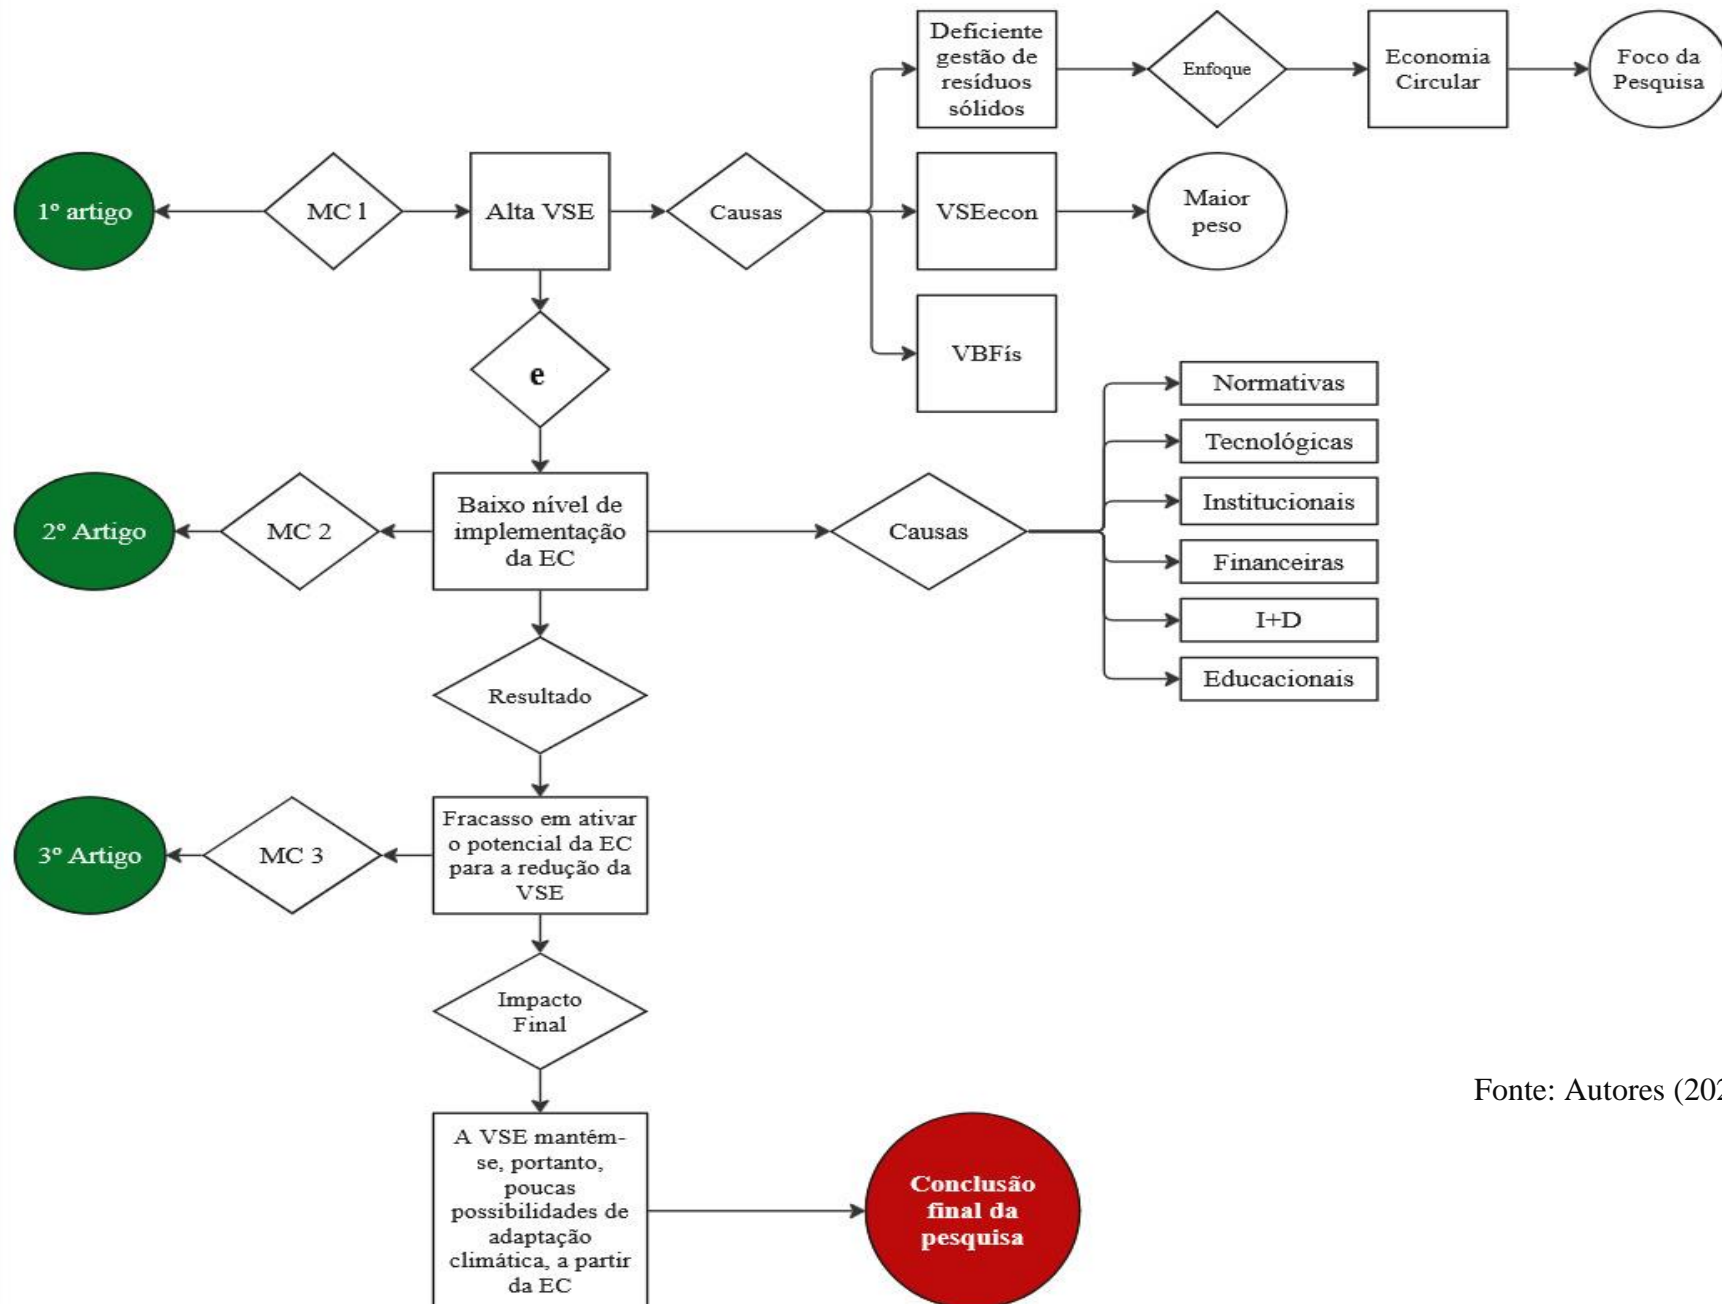 Deficiente
gestão de
resíduos
sólidos
Enfoque
Economia
Circular
Foco da
Pesquisa
1º artigo
MC 1
Alta VSE
Causas
VSEecon
Maior
peso
VBFís
e
Normativas
Tecnológicas
Institucionais
Financeiras
I+D
Educacionais
2º Artigo
MC 2
Baixo nível de
implementação
da EC
Causas
Resultado
3º Artigo
MC 3
Fracasso em ativar
o potencial da EC
para a redução da
VSE
Impacto
Final
Fonte: Autores (202
A VSE mantém-
se, portanto,
poucas
possibilidades de
adaptação
climática, a partir
da EC
Conclusão
final da
pesquisa